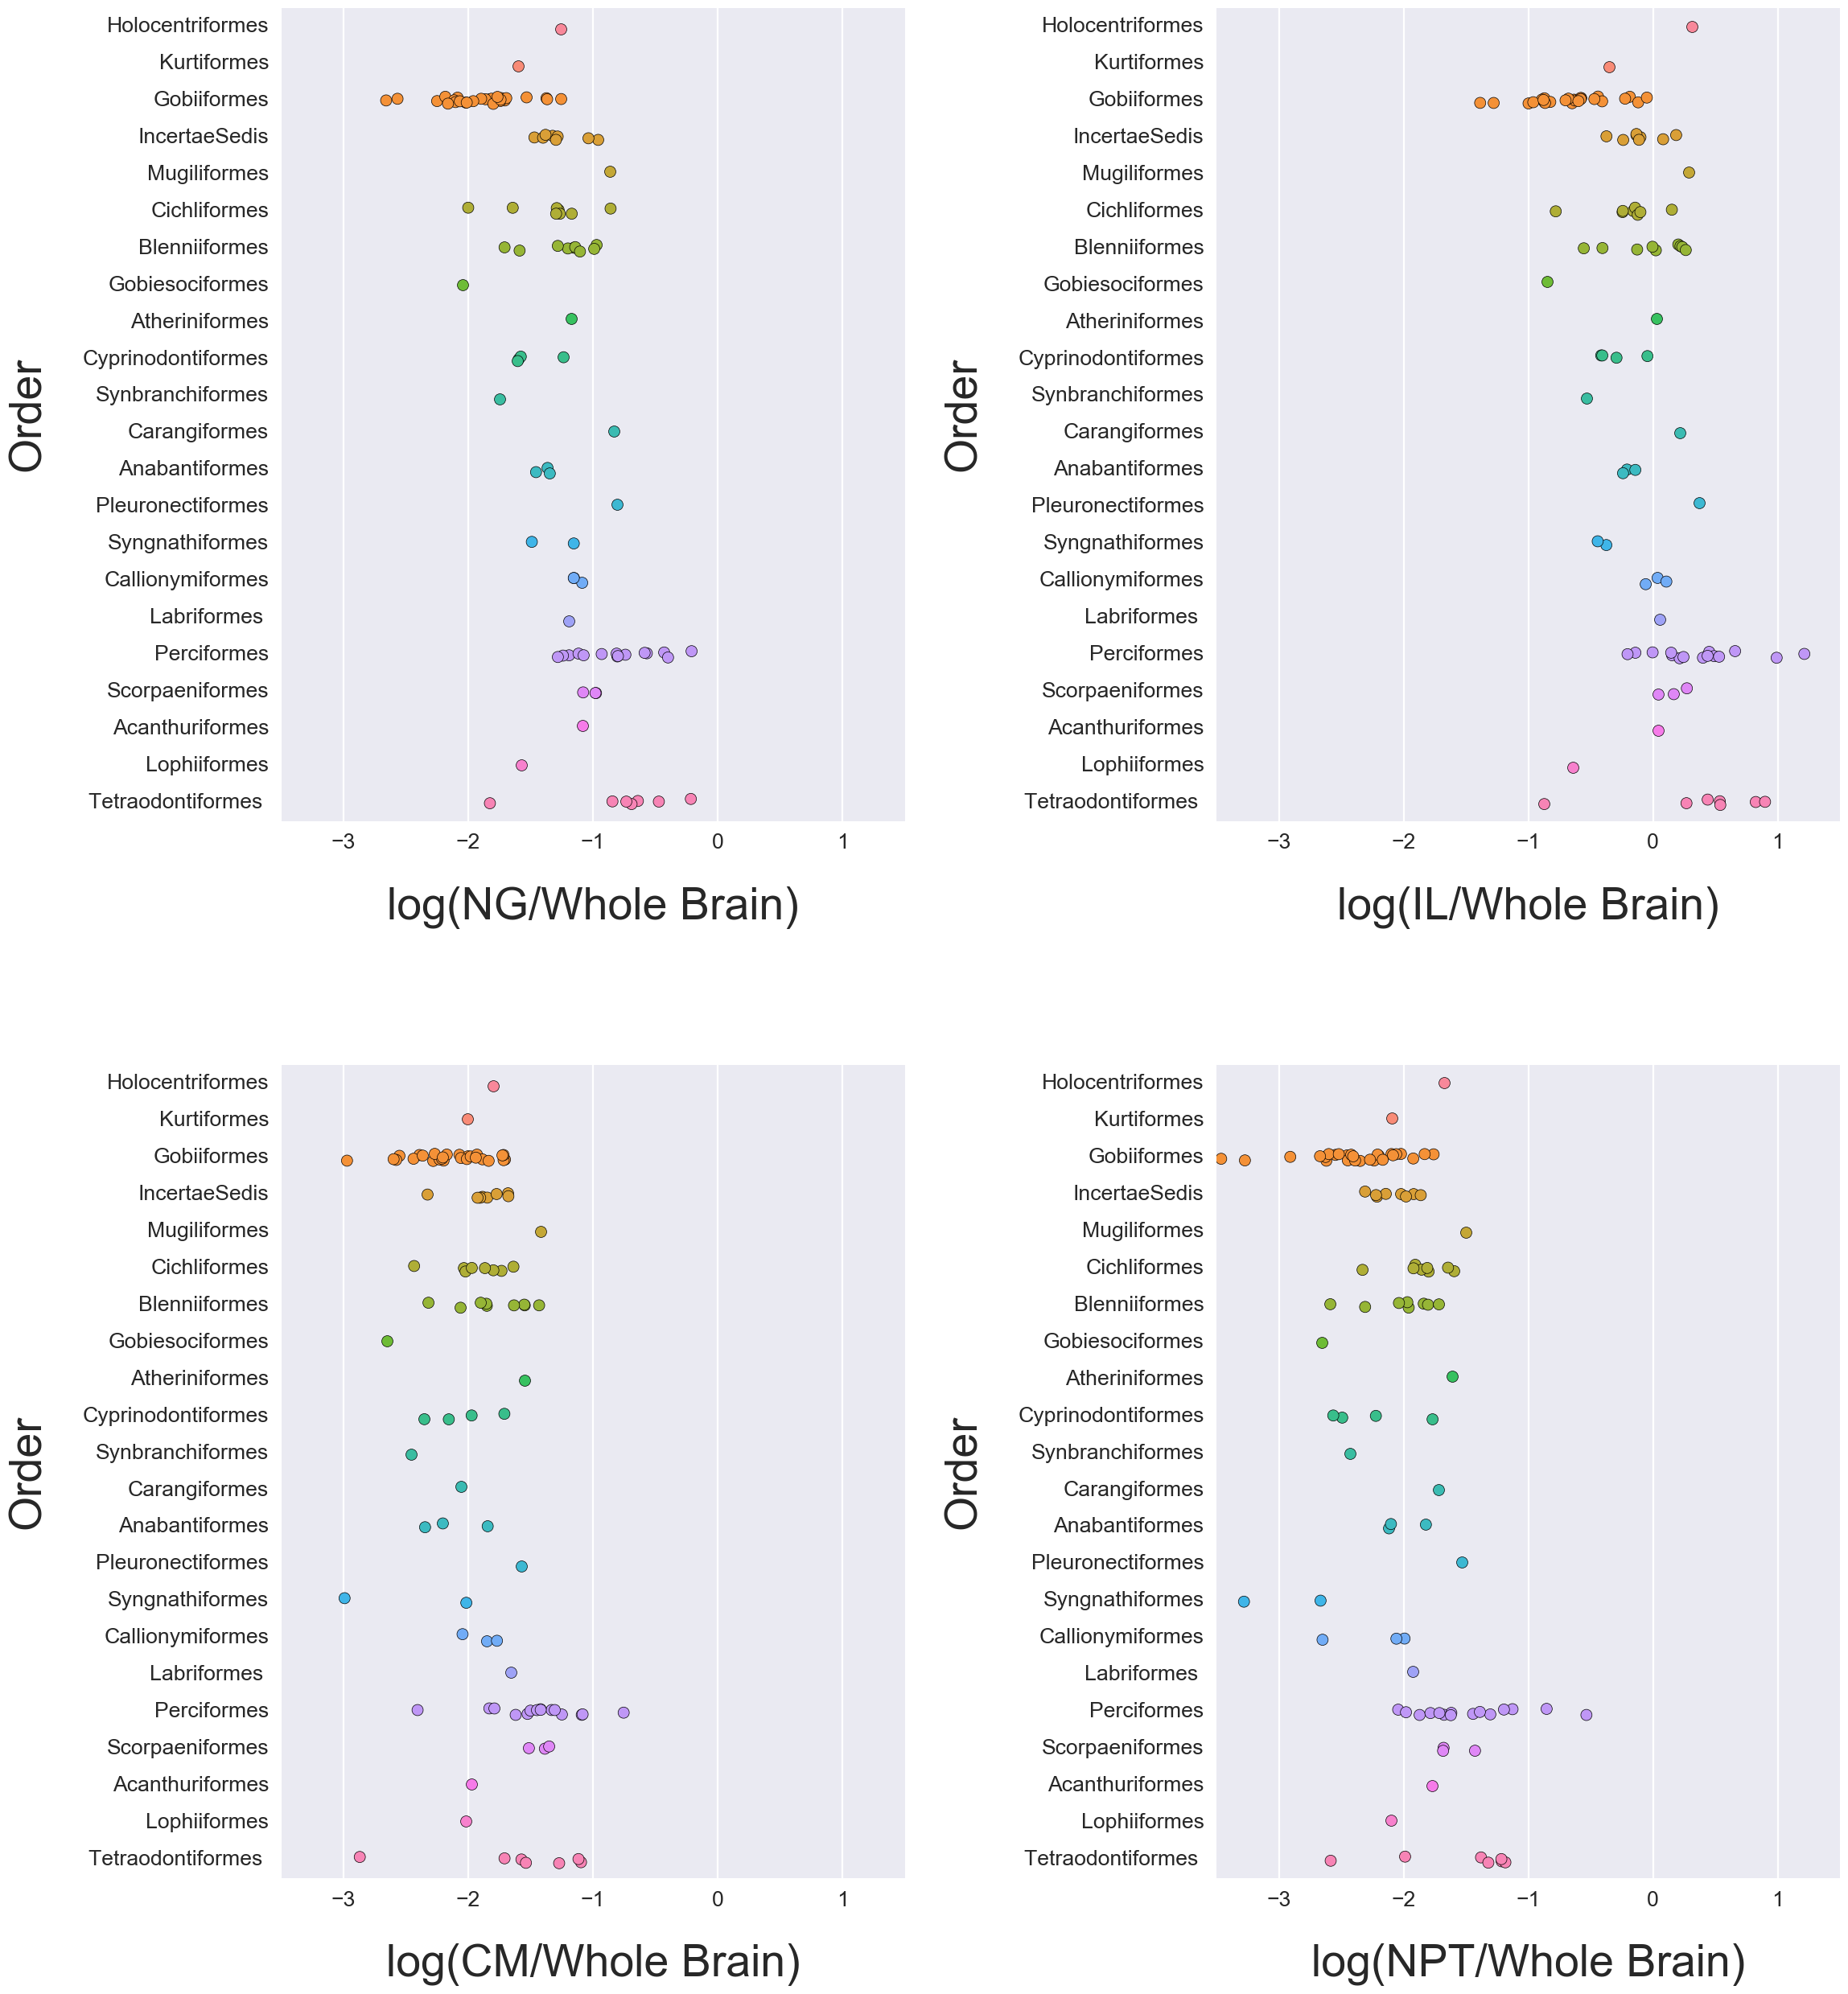 Order
Holocentriformes
Kurtiformes
Gobiiformes
IncertaeSedis
Mugiliformes
Cichliformes
Blenniiformes
Gobiesociformes
Atheriniformes
Cyprinodontiformes
Synbranchiformes
Carangiformes
Anabantiformes
Pleuronectiformes
Syngnathiformes
Callionymiformes
Labriformes
Perciformes
Scorpaeniformes
Acanthuriformes
Lophiiformes
Tetraodontiformes
−3 −2 −1 0 1
log(NG/Whole Brain)
Order
Holocentriformes
Kurtiformes
Gobiiformes
IncertaeSedis
Mugiliformes
Cichliformes
Blenniiformes
Gobiesociformes
Atheriniformes
Cyprinodontiformes
Synbranchiformes
Carangiformes
Anabantiformes
Pleuronectiformes
Syngnathiformes
Callionymiformes
Labriformes
Perciformes
Scorpaeniformes
Acanthuriformes
Lophiiformes
Tetraodontiformes
−3 −2 −1 0 1
log(IL/Whole Brain)
Order
Holocentriformes
Kurtiformes
Gobiiformes
IncertaeSedis
Mugiliformes
Cichliformes
Blenniiformes
Gobiesociformes
Atheriniformes
Cyprinodontiformes
Synbranchiformes
Carangiformes
Anabantiformes
Pleuronectiformes
Syngnathiformes
Callionymiformes
Labriformes
Perciformes
Scorpaeniformes
Acanthuriformes
Lophiiformes
Tetraodontiformes
−3 −2 −1 0 1
log(CM/Whole Brain)
Order
Holocentriformes
Kurtiformes
Gobiiformes
IncertaeSedis
Mugiliformes
Cichliformes
Blenniiformes
Gobiesociformes
Atheriniformes
Cyprinodontiformes
Synbranchiformes
Carangiformes
Anabantiformes
Pleuronectiformes
Syngnathiformes
Callionymiformes
Labriformes
Perciformes
Scorpaeniformes
Acanthuriformes
Lophiiformes
Tetraodontiformes
−3 −2 −1 0 1
log(NPT/Whole Brain)